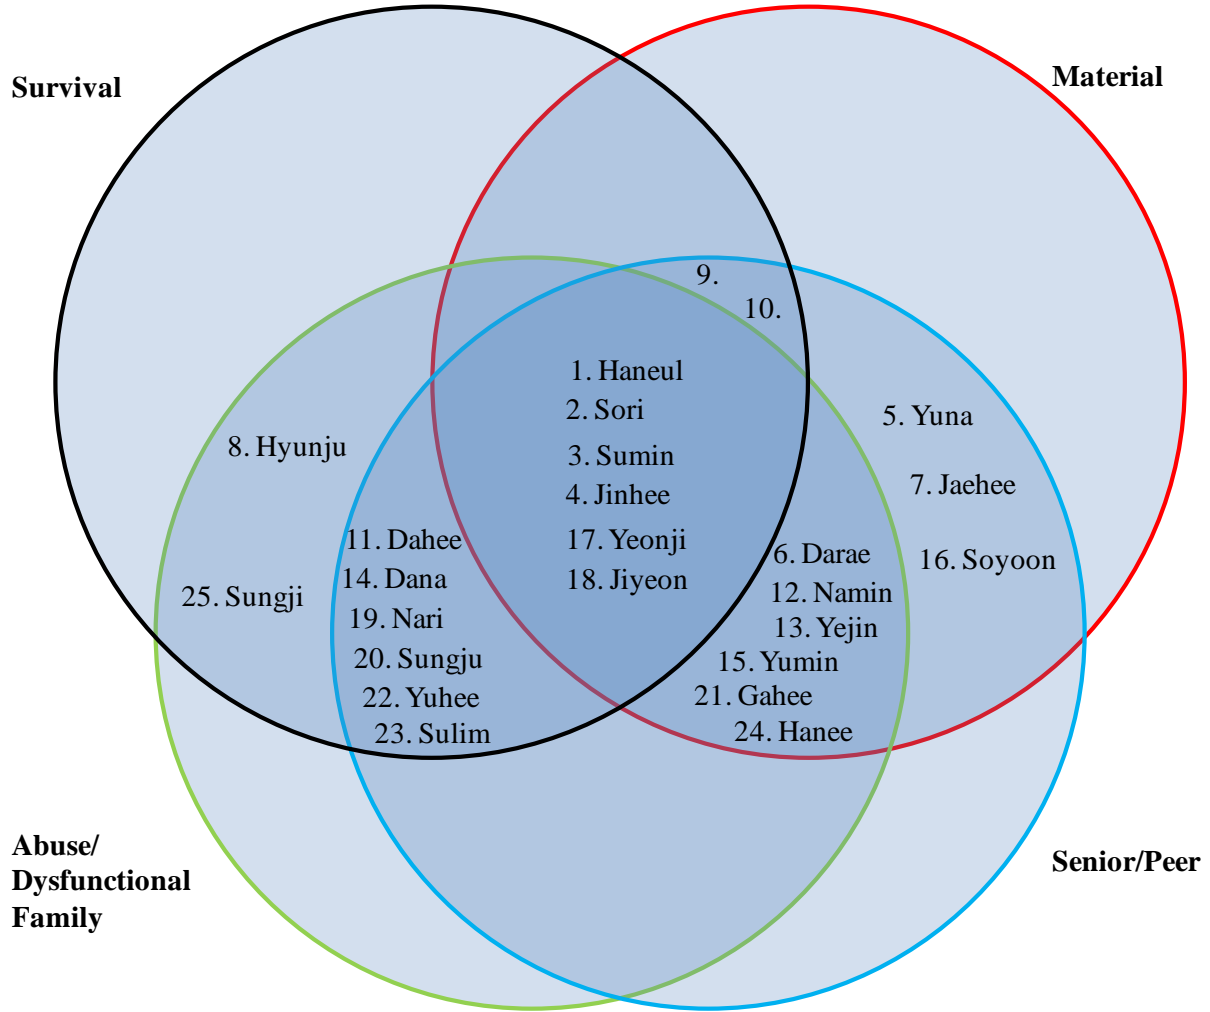 Survival
Material
9.
10.
1. Haneul
2. Sori
3. Sumin
4. Jinhee
17. Yeonji
18. Jiyeon
5. Yuna
7. Jaehee
16. Soyoon
8. Hyunju
25. Sungji
11. Dahee
14. Dana
19. Nari
20. Sungju
22. Yuhee
23. Sulim
6. Darae
12. Namin
13. Yejin
15. Yumin
21. Gahee
24. Hanee
Abuse/
Dysfunctional
Family
Senior/Peer